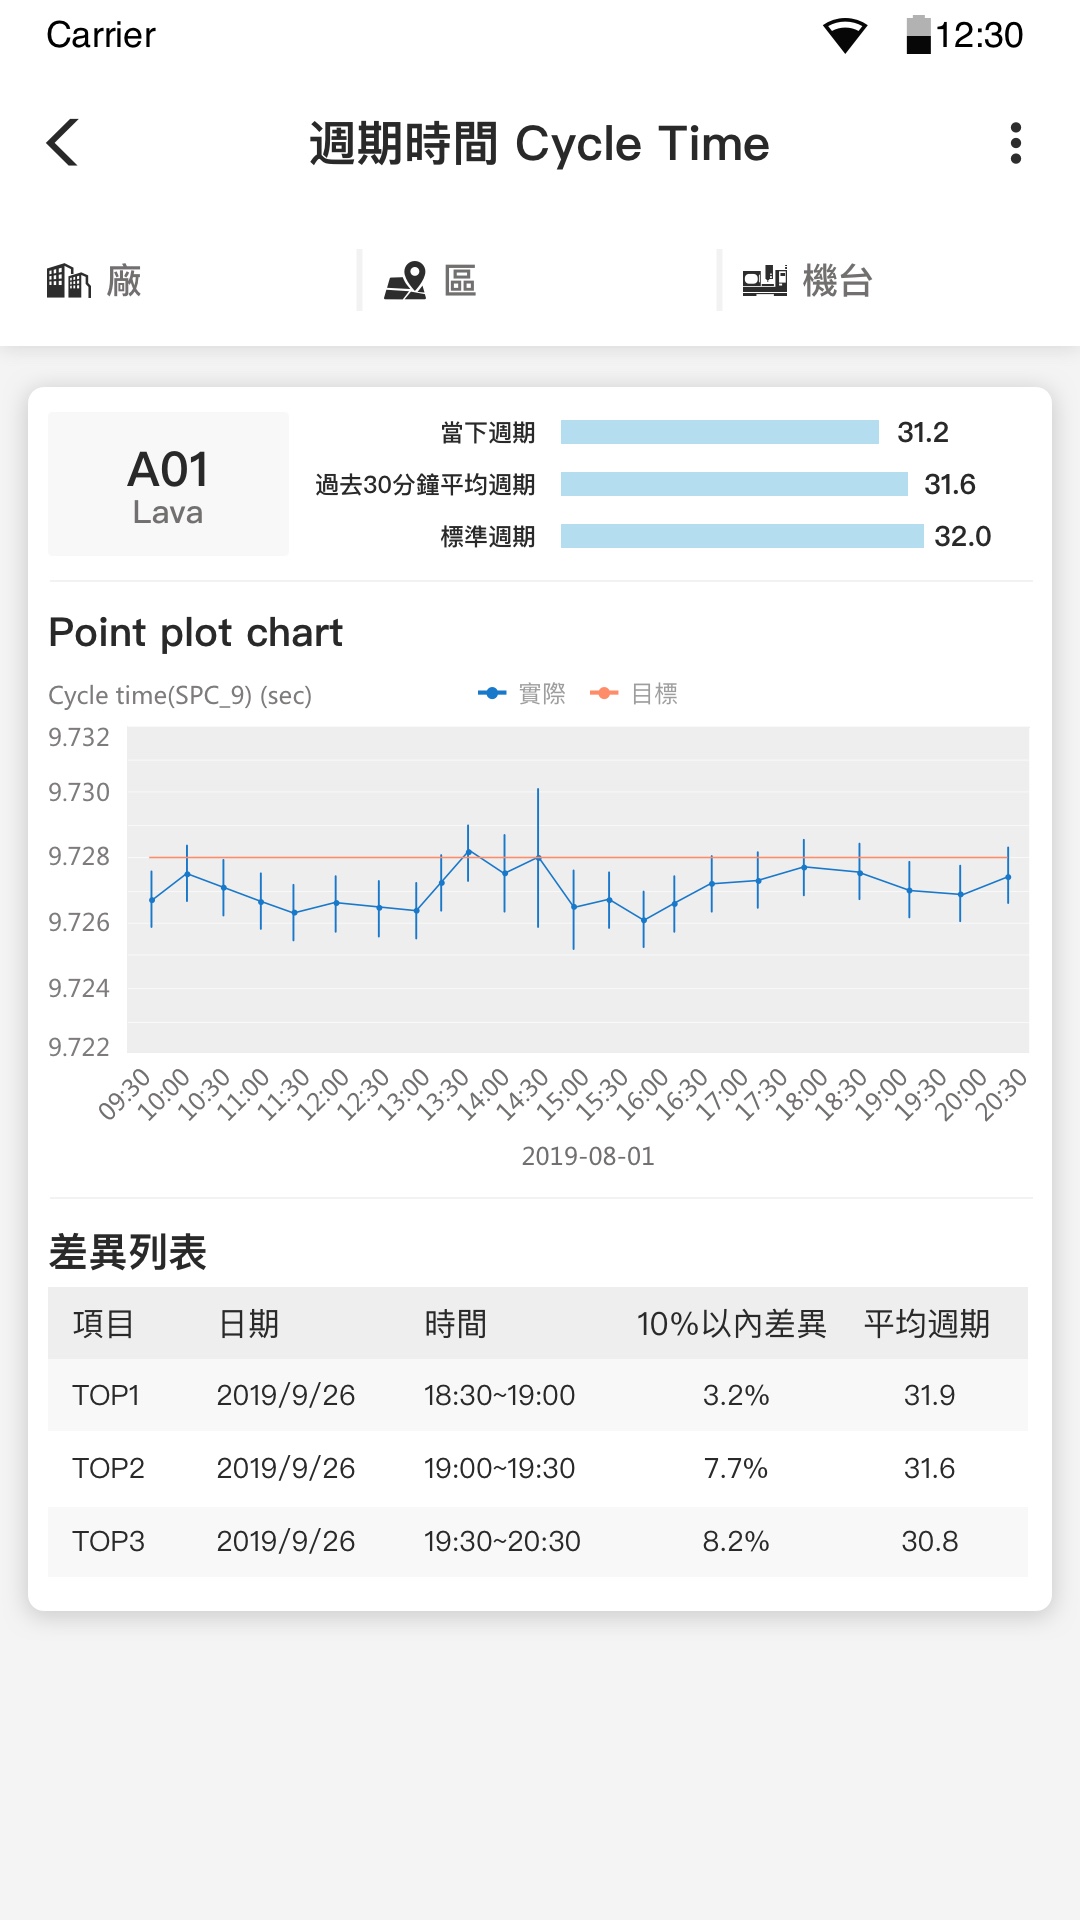 Carrier 12:30
週期時間 Cycle Time
廠 區 機台
A01
Lava
當下週期 31.2
過去30分鐘平均週期 31.6
標準週期 32.0
Point plot chart
Cycle time(SPC_9) (sec) 實際 目標
9.732
9.730
9.728
9.726
9.724
9.722
09:30 10:00 10:30 11:00 11:30 12:00 12:30 13:00 13:30 14:00 14:30 15:00 15:30 16:00 16:30 17:00 17:30 18:00 18:30 19:00 19:30 20:00 20:30
2019-08-01
差異列表
項目 日期 時間 10%以內差異 平均週期
TOP1 2019/9/26 18:30~19:00 3.2% 31.9
TOP2 2019/9/26 19:00~19:30 7.7% 31.6
TOP3 2019/9/26 19:30~20:30 8.2% 30.8